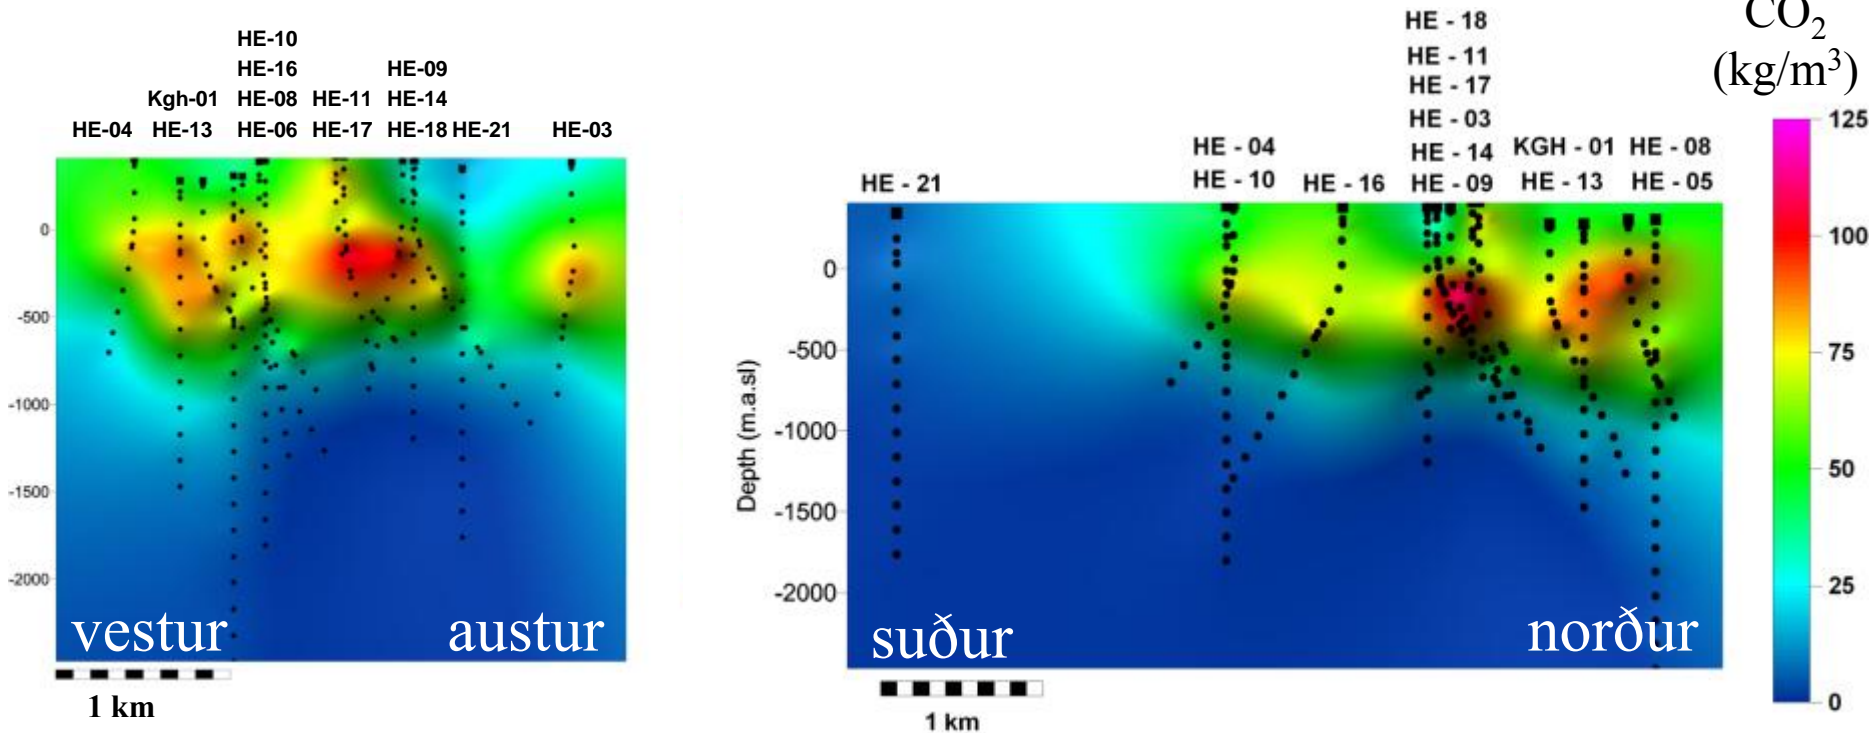 HE-10
HE-16 HE-09
Kgh-01 HE-08 HE-11 HE-14
HE-04 HE-13 HE-06 HE-17 HE-18 HE-21 HE-03
0
-500
-1000
-1500
-2000
vestur austur
1 km
HE - 18
HE - 11
HE - 17
HE - 03
HE - 04 HE - 14 KGH - 01 HE - 08
HE - 21 HE - 10 HE - 16 HE - 09 HE - 13 HE - 05
Depth (m.a.sl)
0
-500
-1000
-1500
-2000
suður norður
1 km
CO₂
(kg/m³)
125
100
75
50
25
0